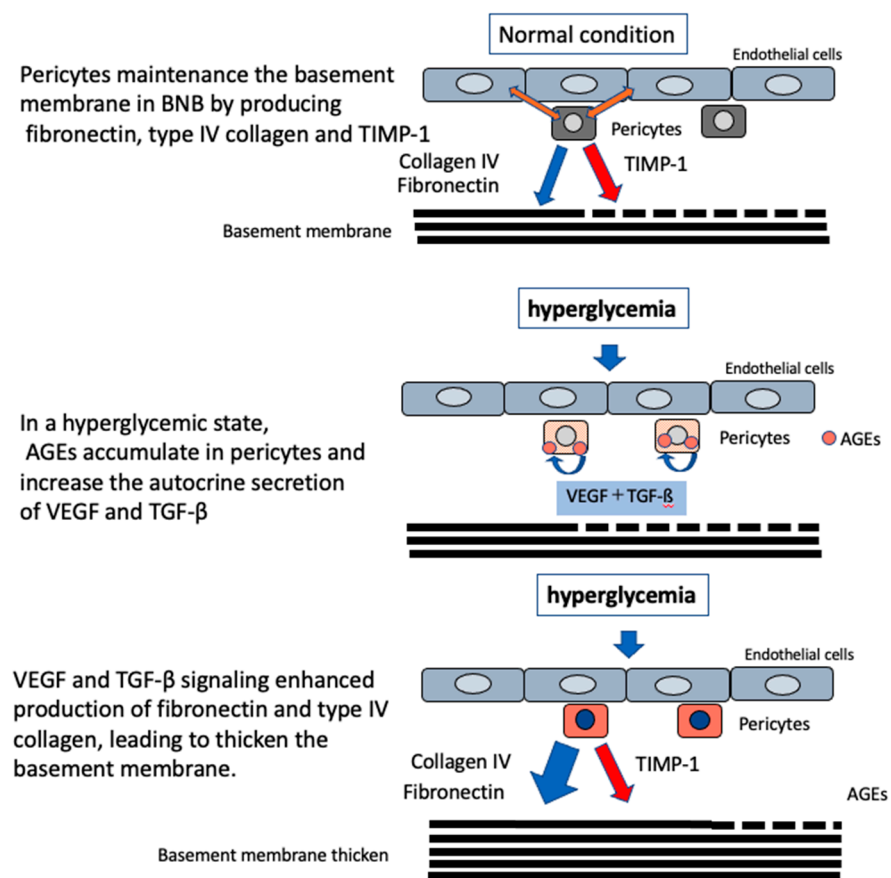 Normal condition
Endothelial cells
Pericytes maintenance the basement
membrane in BNB by producing
fibronectin, type IV collagen and TIMP-1
Pericytes
Collagen IV
Fibronectin
TIMP-1
Basement membrane
hyperglycemia
Endothelial cells
In a hyperglycemic state,
AGEs accumulate in pericytes and
increase the autocrine secretion
of VEGF and TGF-β
Pericytes
AGEs
VEGF+TGF-ß
hyperglycemia
Endothelial cells
VEGF and TGF-β signaling enhanced
production of fibronectin and type IV
collagen, leading to thicken the
basement membrane.
Pericytes
Collagen IV
Fibronectin
TIMP-1
AGEs
Basement membrane thicken